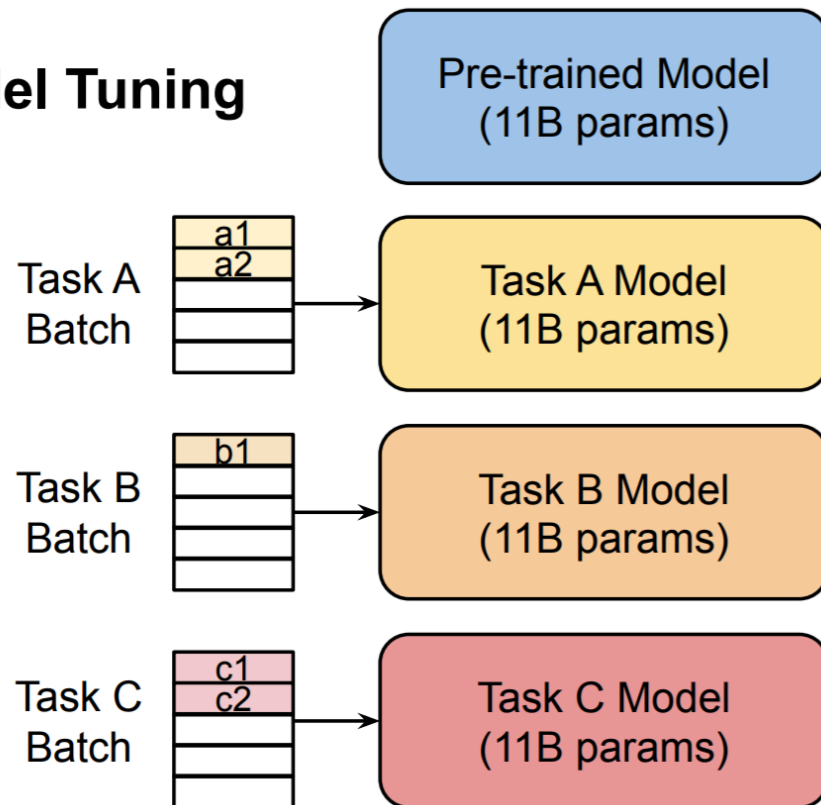 el Tuning
Pre-trained Model
(11B params)
a1
a2
Task A
Batch
Task A Model
(11B params)
b1
Task B
Batch
Task B Model
(11B params)
c1
c2
Task C
Batch
Task C Model
(11B params)